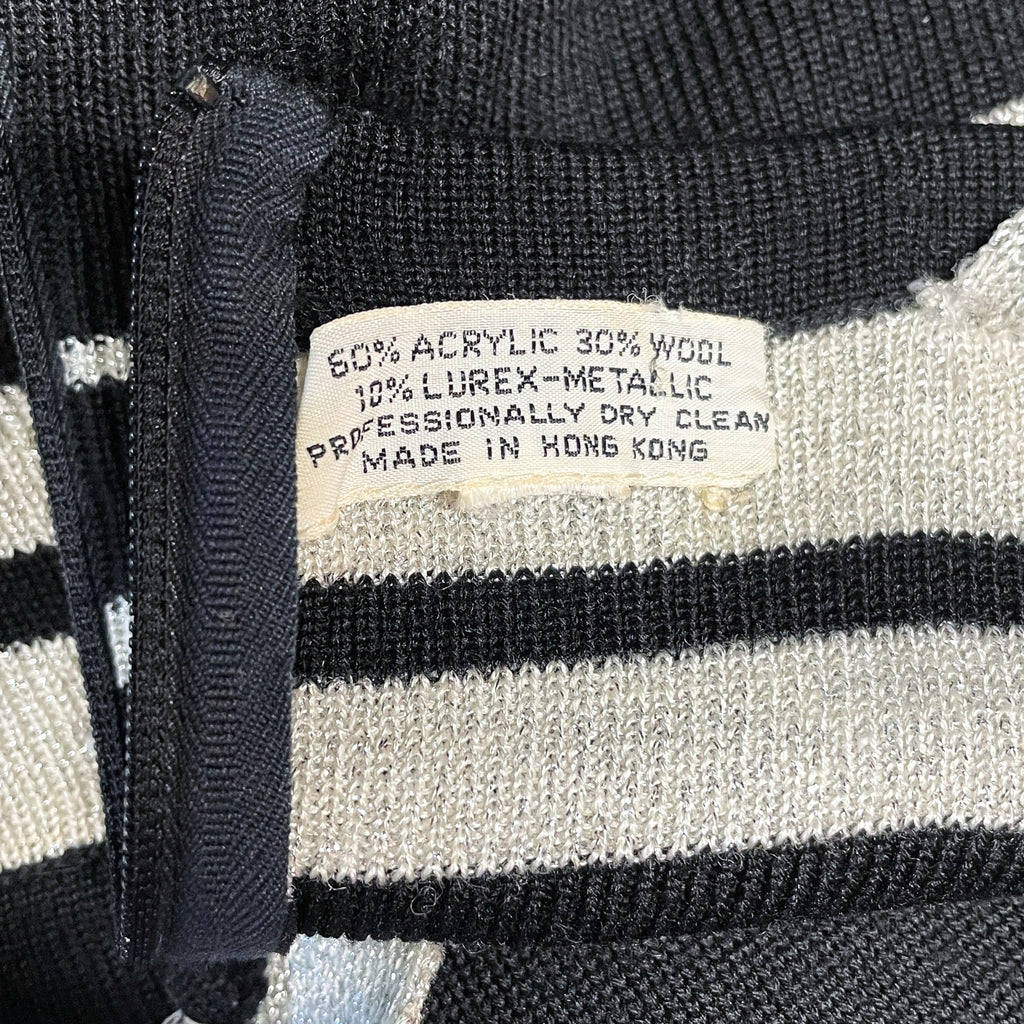 60% ACRYLIC 30% WOOL
10% LUREX-METALLIC
PROFESSIONALLY DRY CLEAN
MADE IN HONG KONG